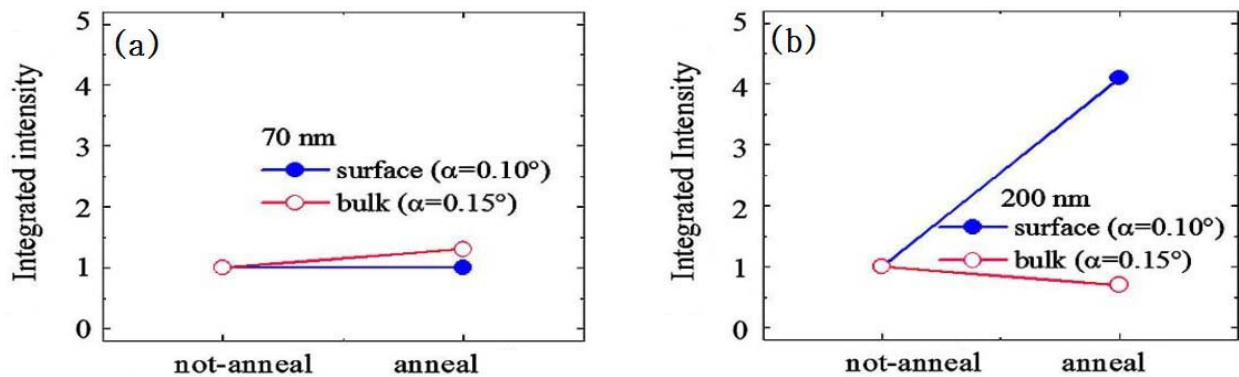 (a)
Integrated intensity
5
4
3
2
1
0
70 nm
surface (α=0.10°)
bulk (α=0.15°)
not-anneal
anneal
(b)
Integrated Intensity
5
4
3
2
1
0
200 nm
surface (α=0.10°)
bulk (α=0.15°)
not-anneal
anneal